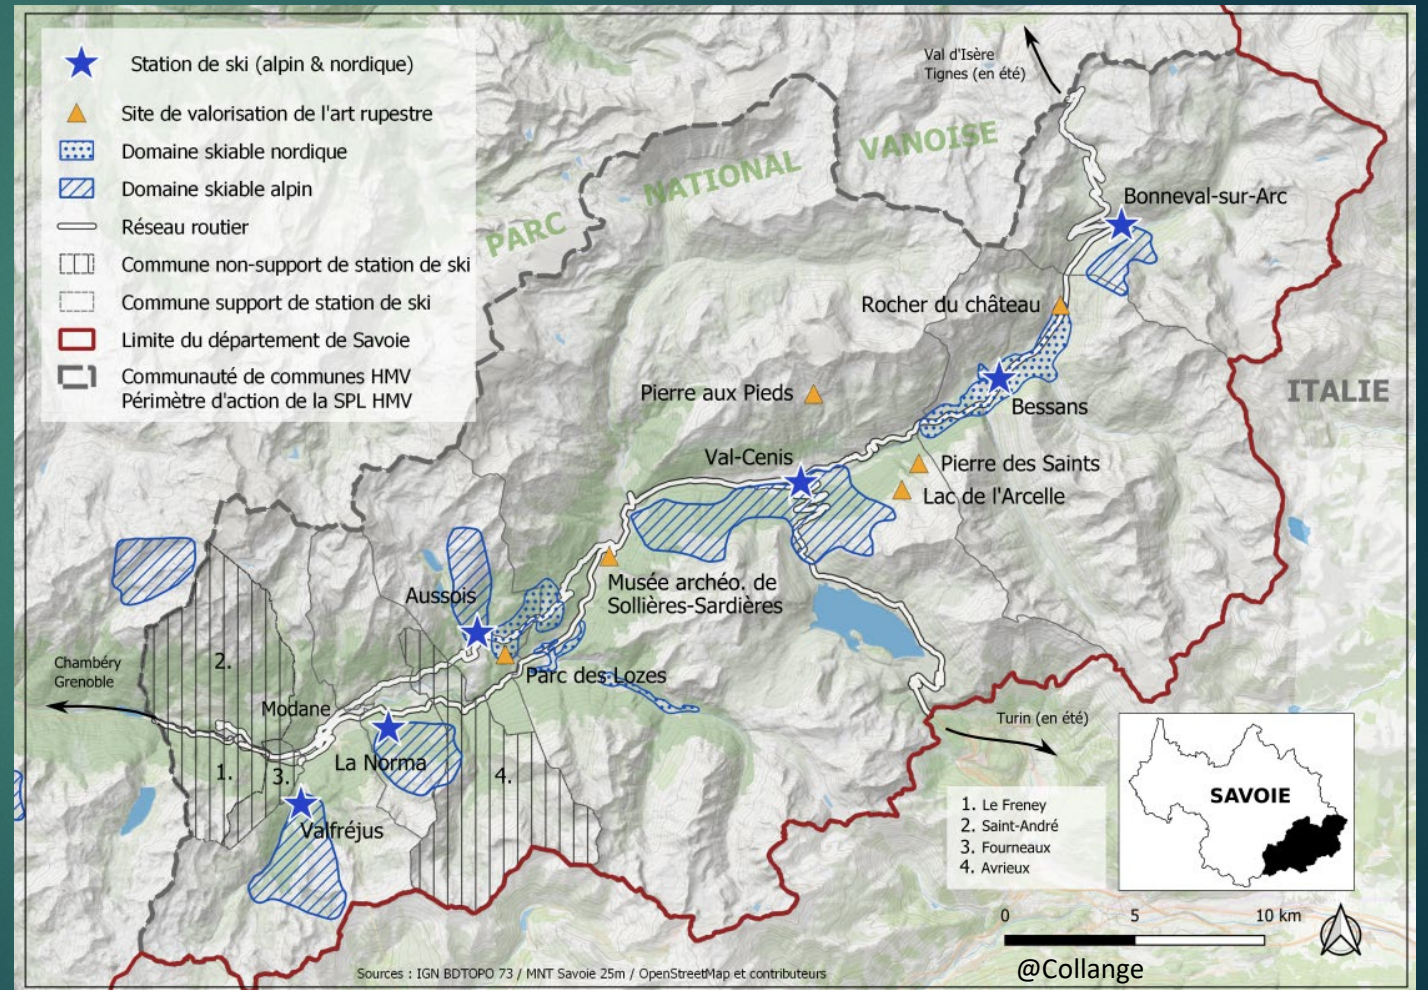 Station de ski (alpin & nordique)
Site de valorisation de l'art rupestre
Domaine skiable nordique
Domaine skiable alpin
Réseau routier
Commune non-support de station de ski
Commune support de station de ski
Limite du département de Savoie
Communauté de communes HMV
Périmètre d'action de la SPL HMV
Val d'Isère
Tignes (en été)
PARC
NATIONAL
VANOISE
Bonneval-sur-Arc
Rocher du château
Pierre aux Pieds
ITALIE
Bessans
Val-Cenis
Pierre des Saints
Lac de l'Arcelle
Musée archéo. de
Sollières-Sardières
Aussois
Parc des Lozes
Chambéry
Grenoble
2.
Modane
La Norma
1.
3.
4.
Valfréjus
Turin (en été)
1. Le Freney
2. Saint-André
3. Fourneaux
4. Avrieux
SAVOIE
0 5 10 km
Sources : IGN BDTOPO 73 / MNT Savoie 25m / OpenStreetMap et contributeurs
@Collange